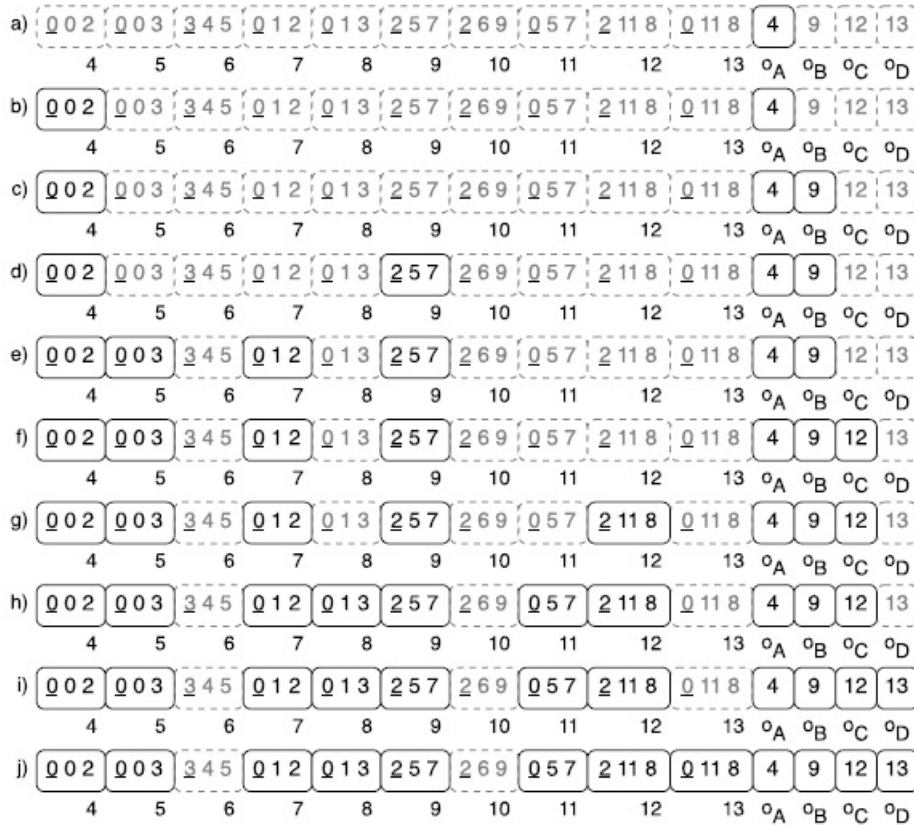 a) 0 0 2 0 0 3 3 4 5 0 1 2 0 1 3 2 5 7 2 6 9 0 5 7 2 11 8 0 11 8 4 9 12 13
4 5 6 7 8 9 10 11 12 13 oA oB oC oD
b) 0 0 2 0 0 3 3 4 5 0 1 2 0 1 3 2 5 7 2 6 9 0 5 7 2 11 8 0 11 8 4 9 12 13
4 5 6 7 8 9 10 11 12 13 oA oB oC oD
c) 0 0 2 0 0 3 3 4 5 0 1 2 0 1 3 2 5 7 2 6 9 0 5 7 2 11 8 0 11 8 4 9 12 13
4 5 6 7 8 9 10 11 12 13 oA oB oC oD
d) 0 0 2 0 0 3 3 4 5 0 1 2 0 1 3 2 5 7 2 6 9 0 5 7 2 11 8 0 11 8 4 9 12 13
4 5 6 7 8 9 10 11 12 13 oA oB oC oD
e) 0 0 2 0 0 3 3 4 5 0 1 2 0 1 3 2 5 7 2 6 9 0 5 7 2 11 8 0 11 8 4 9 12 13
4 5 6 7 8 9 10 11 12 13 oA oB oC oD
f) 0 0 2 0 0 3 3 4 5 0 1 2 0 1 3 2 5 7 2 6 9 0 5 7 2 11 8 0 11 8 4 9 12 13
4 5 6 7 8 9 10 11 12 13 oA oB oC oD
g) 0 0 2 0 0 3 3 4 5 0 1 2 0 1 3 2 5 7 2 6 9 0 5 7 2 11 8 0 11 8 4 9 12 13
4 5 6 7 8 9 10 11 12 13 oA oB oC oD
h) 0 0 2 0 0 3 3 4 5 0 1 2 0 1 3 2 5 7 2 6 9 0 5 7 2 11 8 0 11 8 4 9 12 13
4 5 6 7 8 9 10 11 12 13 oA oB oC oD
i) 0 0 2 0 0 3 3 4 5 0 1 2 0 1 3 2 5 7 2 6 9 0 5 7 2 11 8 0 11 8 4 9 12 13
4 5 6 7 8 9 10 11 12 13 oA oB oC oD
j) 0 0 2 0 0 3 3 4 5 0 1 2 0 1 3 2 5 7 2 6 9 0 5 7 2 11 8 0 11 8 4 9 12 13
4 5 6 7 8 9 10 11 12 13 oA oB oC oD